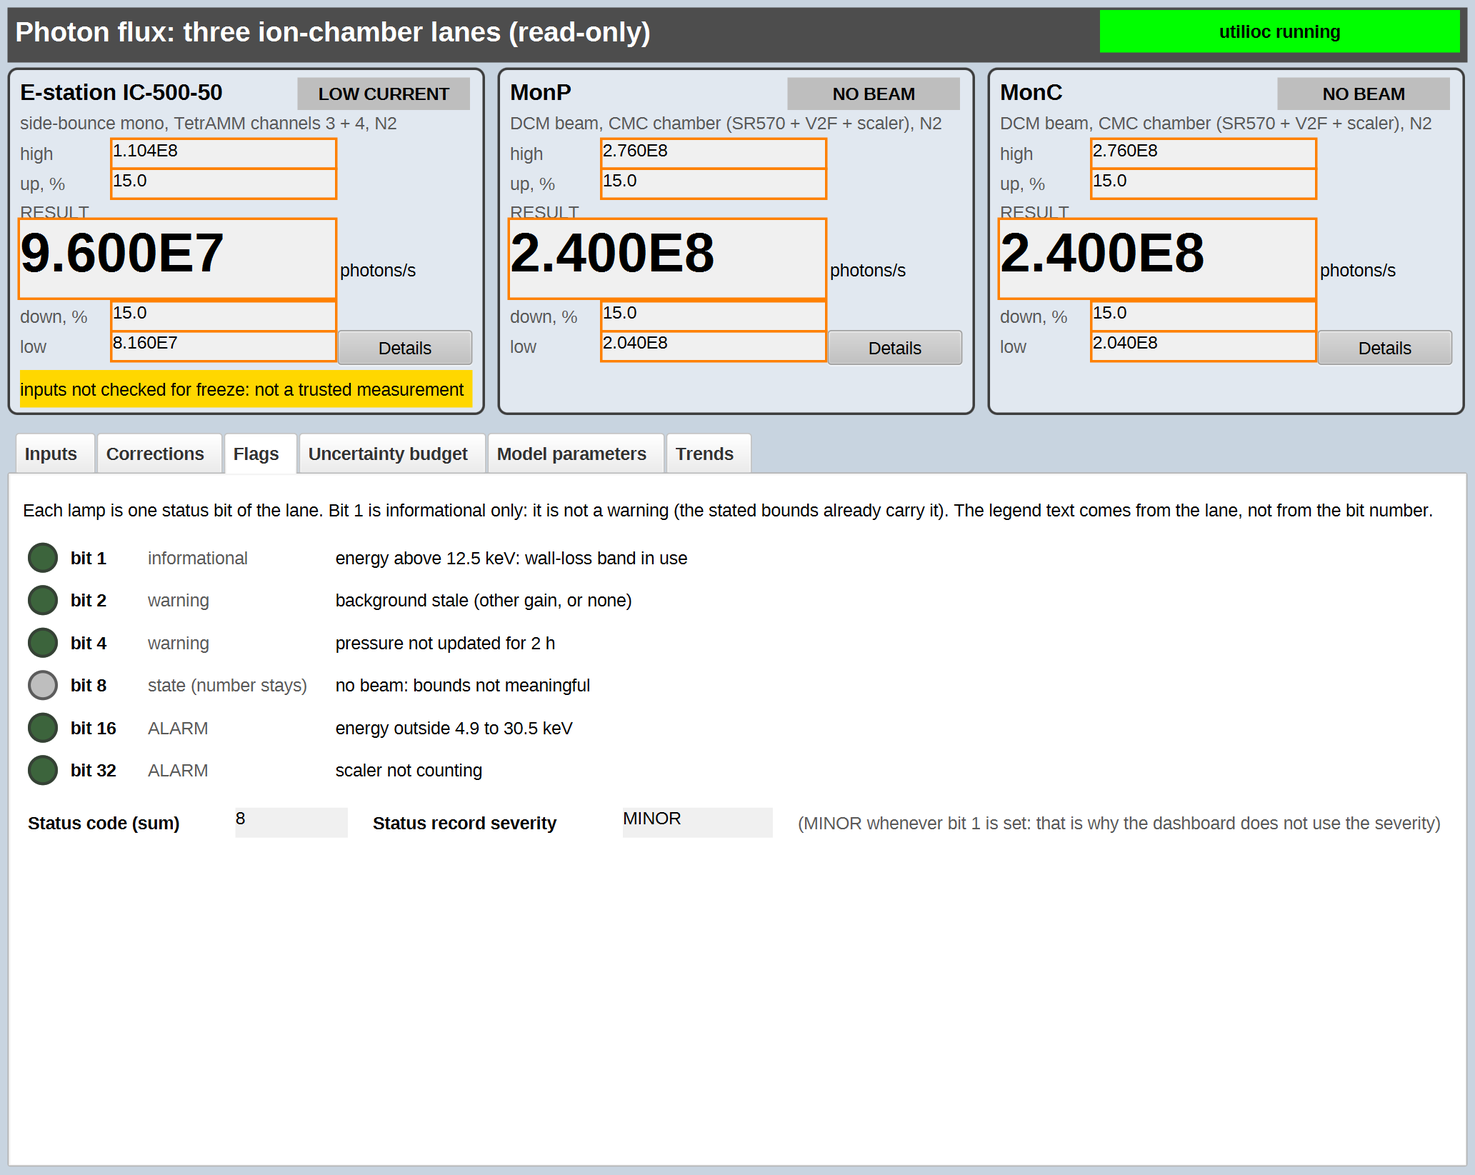 Photon flux: three ion-chamber lanes (read-only)
utilioc running
E-station IC-500-50
LOW CURRENT
side-bounce mono, TetrAMM channels 3 + 4, N2
high
1.104E8
up, %
15.0
RESULT
9.600E7
photons/s
down, %
15.0
low
8.160E7
Details
inputs not checked for freeze: not a trusted measurement
MonP
NO BEAM
DCM beam, CMC chamber (SR570 + V2F + scaler), N2
high
2.760E8
up, %
15.0
RESULT
2.400E8
photons/s
down, %
15.0
low
2.040E8
Details
MonC
NO BEAM
DCM beam, CMC chamber (SR570 + V2F + scaler), N2
high
2.760E8
up, %
15.0
RESULT
2.400E8
photons/s
down, %
15.0
low
2.040E8
Details
Inputs
Corrections
Flags
Uncertainty budget
Model parameters
Trends
Each lamp is one status bit of the lane. Bit 1 is informational only: it is not a warning (the stated bounds already carry it). The legend text comes from the lane, not from the bit number.
bit 1 informational energy above 12.5 keV: wall-loss band in use
bit 2 warning background stale (other gain, or none)
bit 4 warning pressure not updated for 2 h
bit 8 state (number stays) no beam: bounds not meaningful
bit 16 ALARM energy outside 4.9 to 30.5 keV
bit 32 ALARM scaler not counting
Status code (sum) 8 Status record severity MINOR (MINOR whenever bit 1 is set: that is why the dashboard does not use the severity)